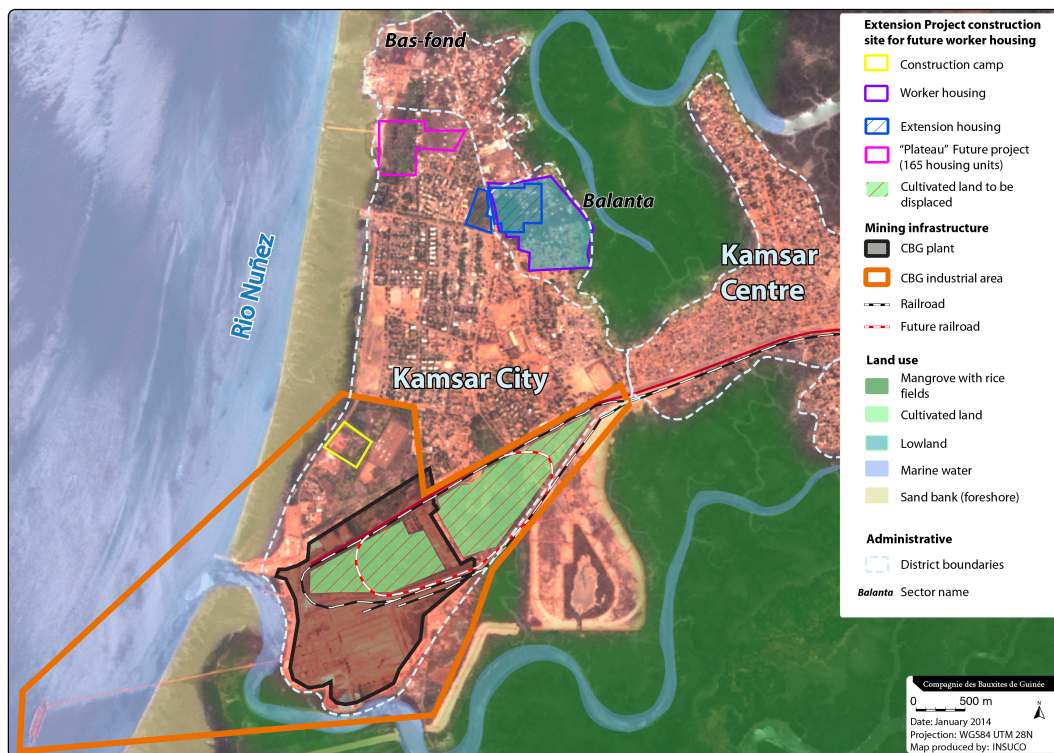 Bas-fond
Balanta
Kamsar
Centre
Rio Nuñez
Kamsar City
Extension Project construction
site for future worker housing
Construction camp
Worker housing
Extension housing
“Plateau” Future project
(165 housing units)
Cultivated land to be
displaced
Mining infrastructure
CBG plant
CBG industrial area
Railroad
Future railroad
Land use
Mangrove with rice
fields
Cultivated land
Lowland
Marine water
Sand bank (foreshore)
Administrative
District boundaries
Balanta Sector name
Compagnie des Bauxites de Guinée
0 500 m
N
Date: January 2014
Projection: WGS84 UTM 28N
Map produced by: INSUCO